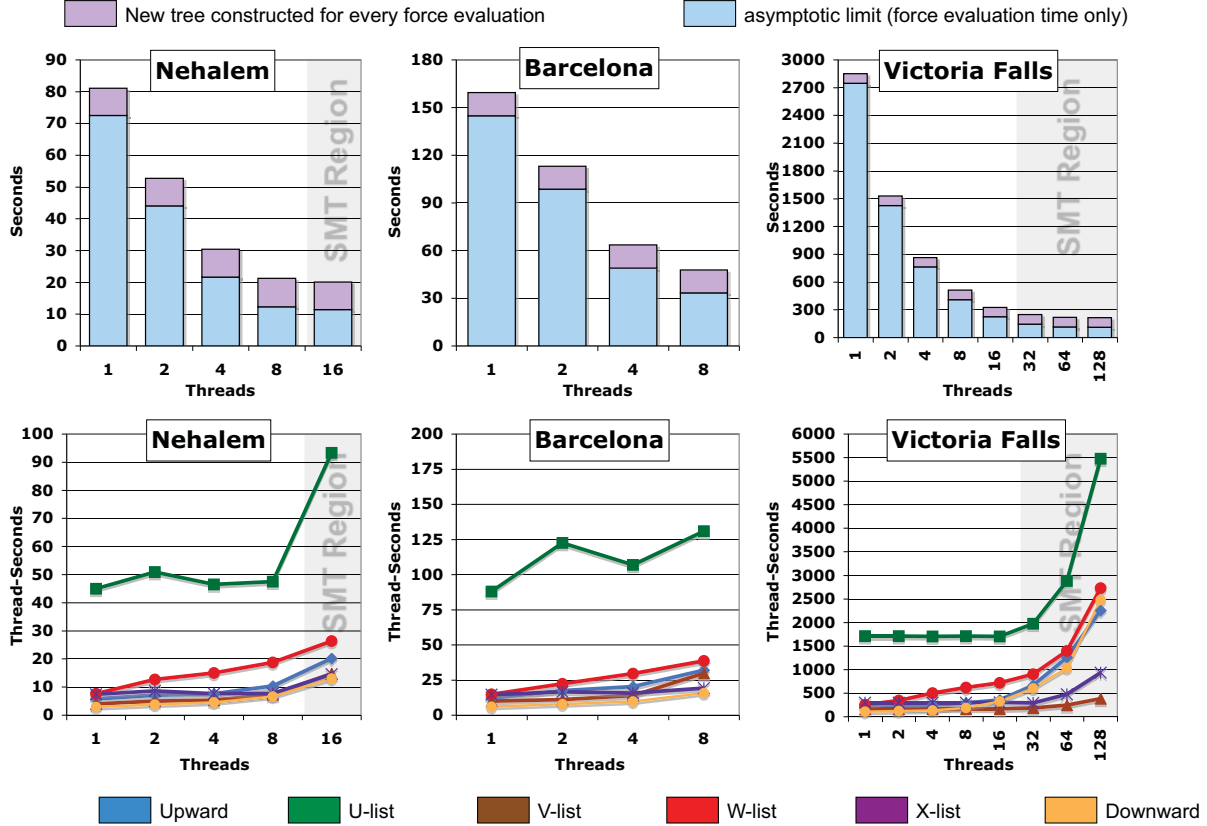 New tree constructed for every force evaluation
asymptotic limit (force evaluation time only)
Nehalem
Seconds
90
80
70
60
50
40
30
20
10
0
SMT Region
1 2 4 8 16
Threads
Barcelona
Seconds
180
150
120
90
60
30
0
1 2 4 8
Threads
Victoria Falls
Seconds
3000
2700
2400
2100
1800
1500
1200
900
600
300
0
SMT Region
1 2 4 8 16 32 64 128
Threads
Nehalem
Thread-Seconds
100
90
80
70
60
50
40
30
20
10
0
SMT Region
1 2 4 8 16
Threads
Barcelona
Thread-Seconds
200
175
150
125
100
75
50
25
0
1 2 4 8
Threads
Victoria Falls
Thread-Seconds
6000
5500
5000
4500
4000
3500
3000
2500
2000
1500
1000
500
0
SMT Region
1 2 4 8 16 32 64 128
Threads
Upward
U-list
V-list
W-list
X-list
Downward